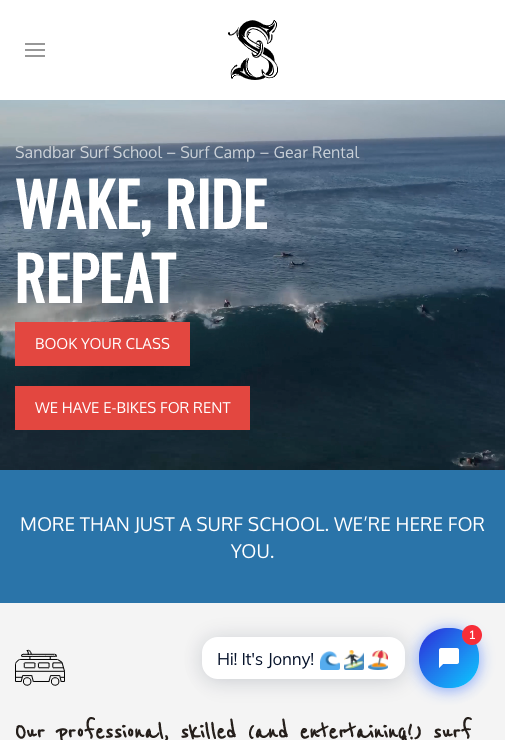 Sandbar Surf School – Surf Camp – Gear Rental
WAKE, RIDE
REPEAT
BOOK YOUR CLASS
WE HAVE E-BIKES FOR RENT
MORE THAN JUST A SURF SCHOOL. WE’RE HERE FOR
YOU.
1
Hi! It's Jonny! 🌊🏄🏖️
Our professional, skilled (and entertaining!) surf